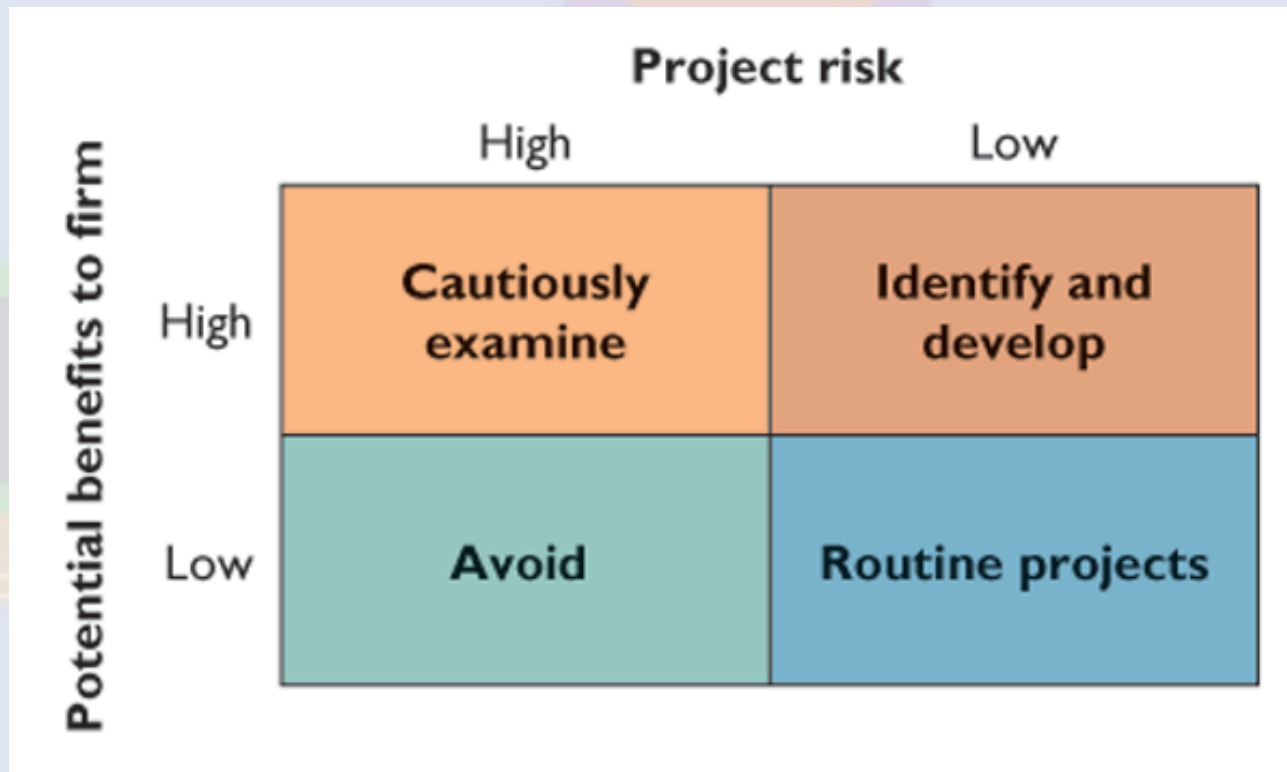 Project risk
High
Low
Potential benefits to firm
High
Cautiously
examine
Identify and
develop
Low
Avoid
Routine projects